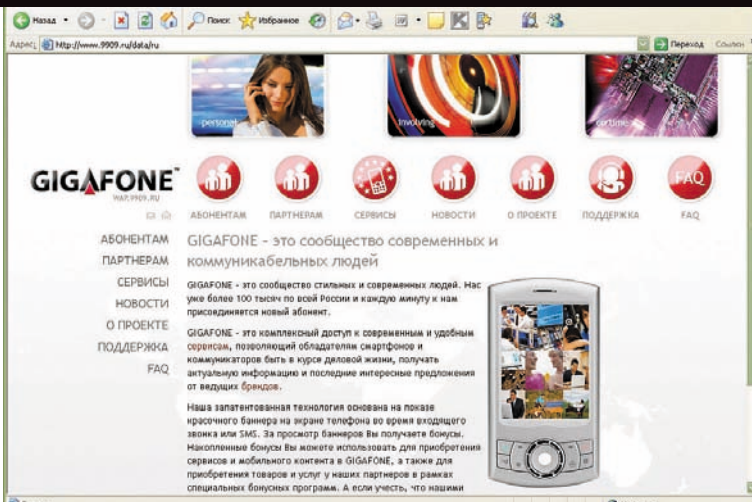 Назад
Поиск
Избранное
Адрес:
http://www.9909.ru/data/ru
Переход
Ссылки
personal
involving
our time
GIGAFONE™
WAP.9909.RU
FAQ
АБОНЕНТАМ
ПАРТНЕРАМ
СЕРВИСЫ
НОВОСТИ
О ПРОЕКТЕ
ПОДДЕРЖКА
FAQ
АБОНЕНТАМ
ПАРТНЕРАМ
СЕРВИСЫ
НОВОСТИ
О ПРОЕКТЕ
ПОДДЕРЖКА
FAQ
GIGAFONE - это сообщество современных и
коммуникабельных людей
GIGAFONE - это сообщество стильных и современных людей. Нас
уже более 100 тысяч по всей России и каждую минуту к нам
присоединяется новый абонент.
GIGAFONE - это комплексный доступ к современным и удобным
сервисам, позволяющий обладателям смартфонов и
коммуникаторов быть в курсе деловой жизни, получать
актуальную информацию и последние интересные предложения
от ведущих брендов.
Наша запатентованная технология основана на показе
красочного баннера на экране телефона во время входящего
звонка или SMS. За просмотр баннеров Вы получаете бонусы.
Накопленные бонусы Вы можете использовать для приобретения
сервисов и мобильного контента в GIGAFONE, а также для
приобретения товаров и услуг у наших партнеров в рамках
специальных бонусных программ. А если учесть, что нашими